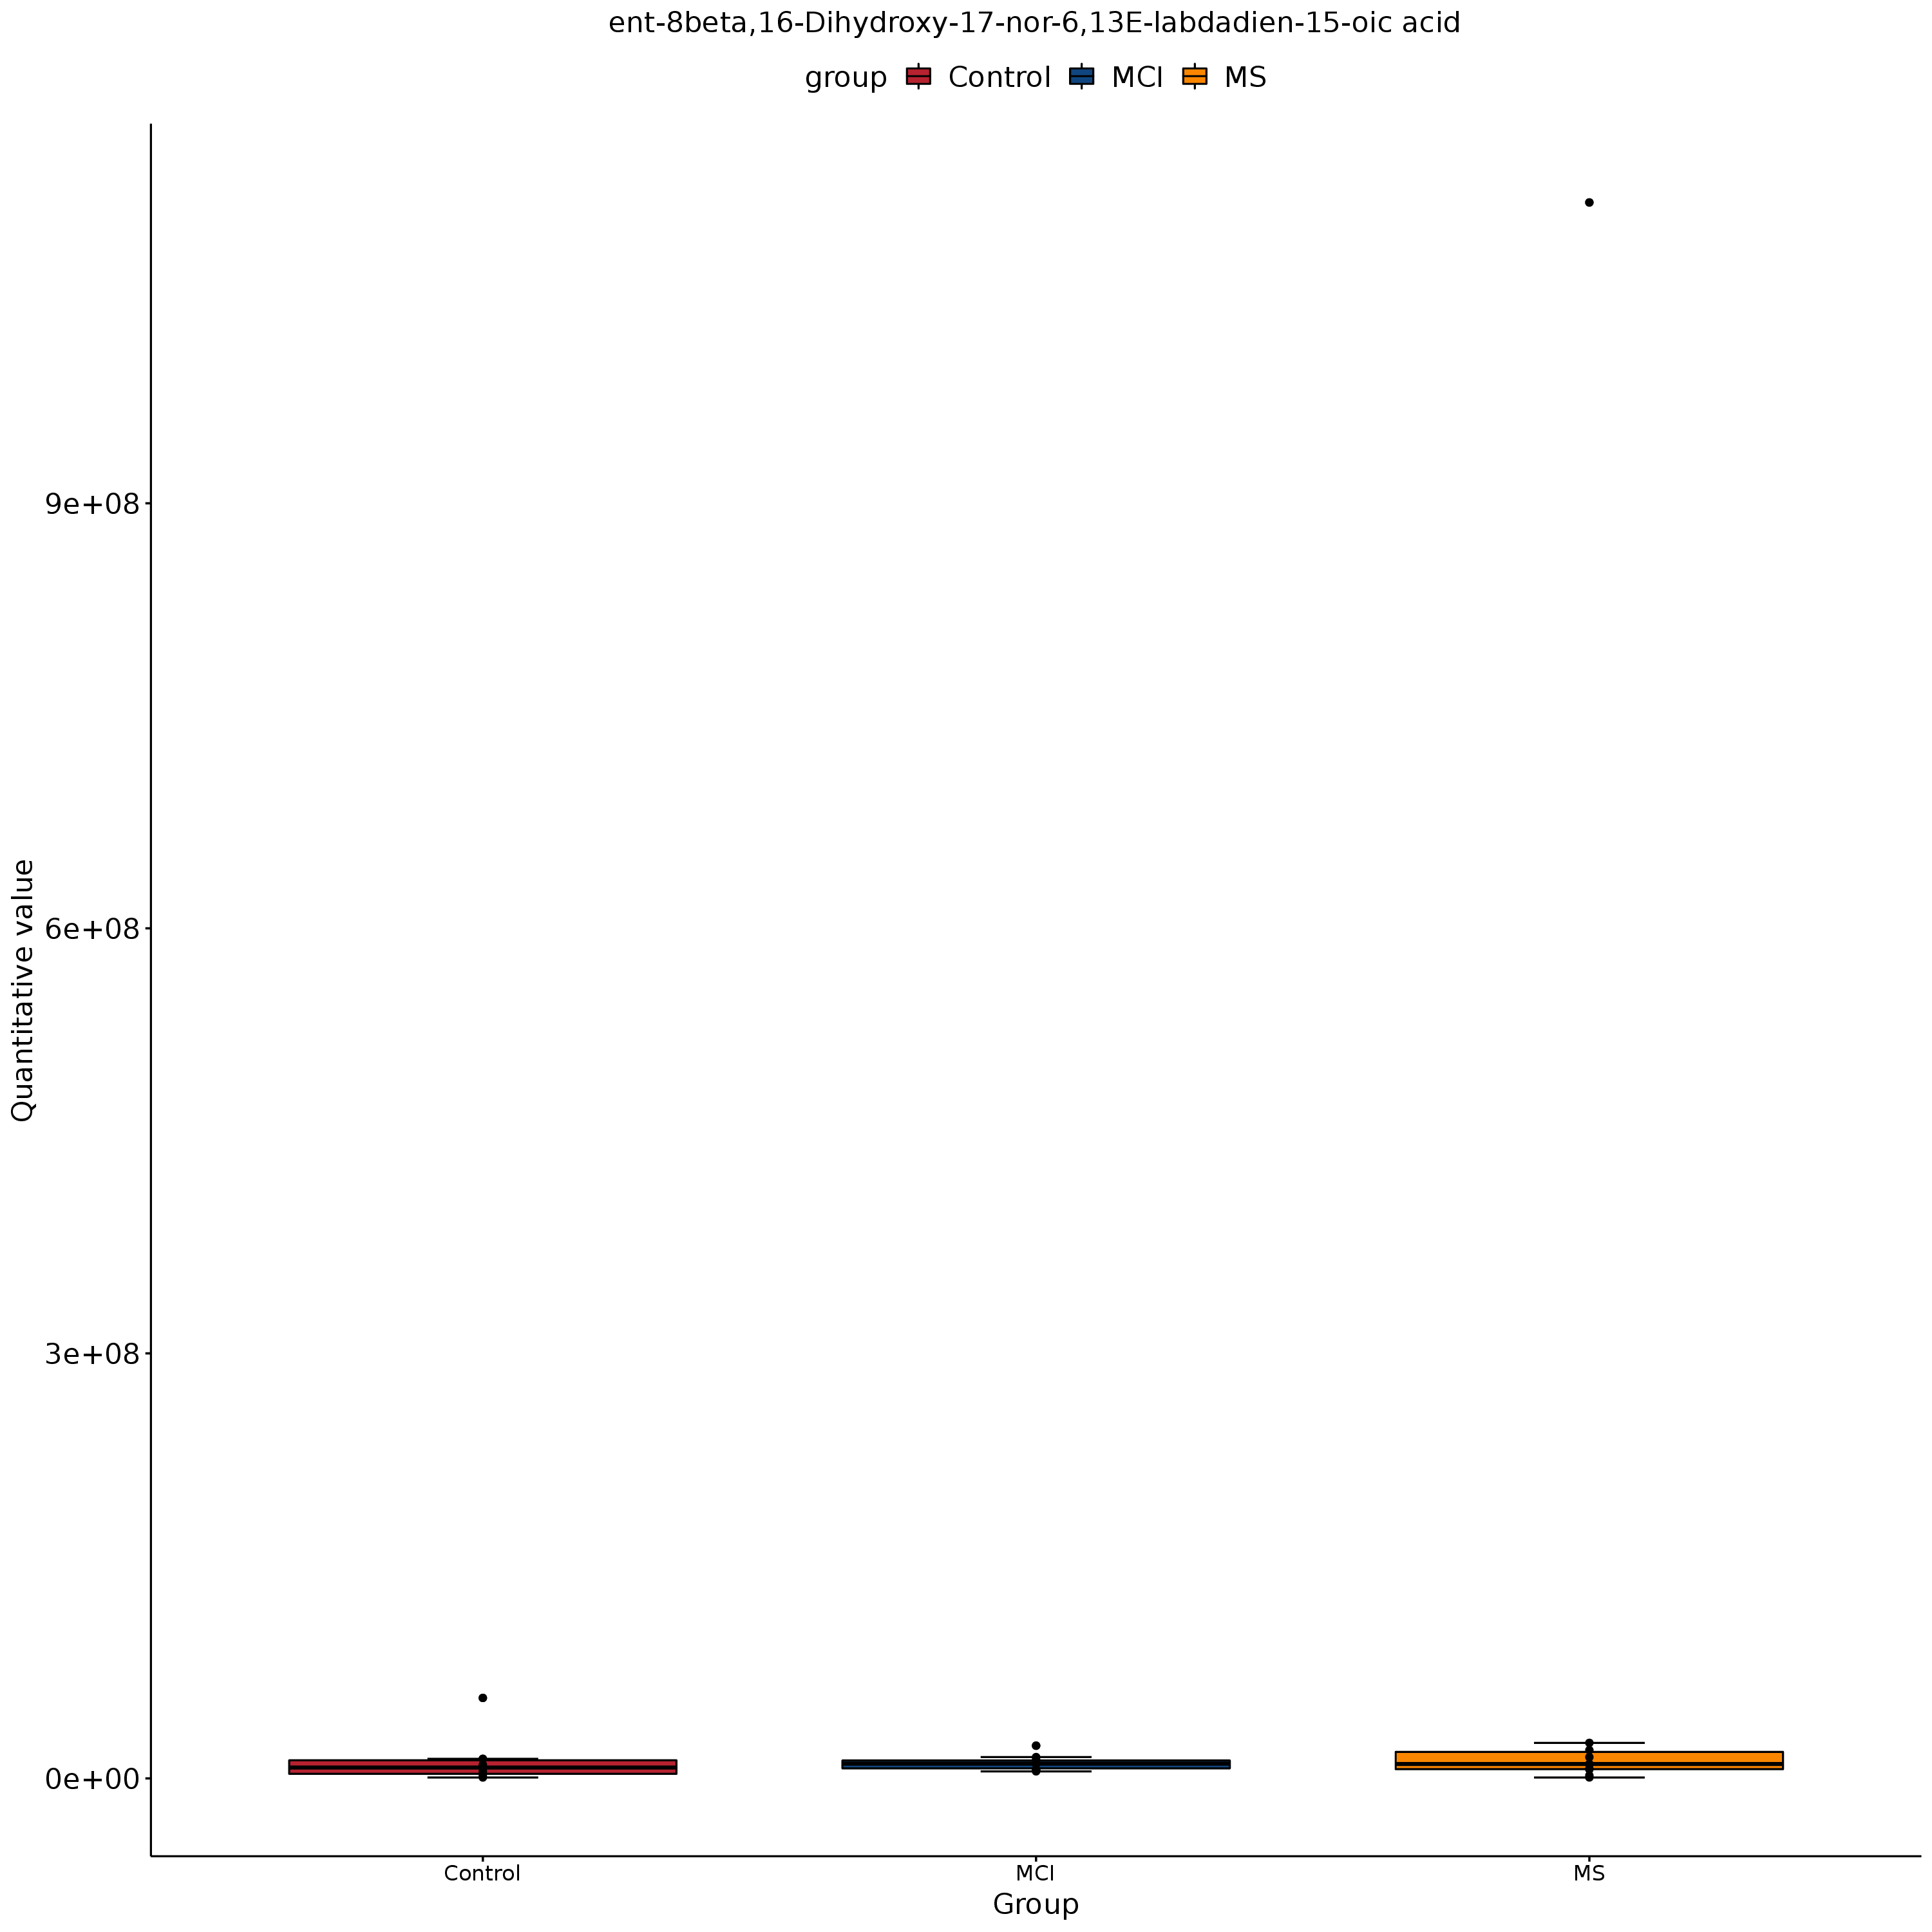 ent-8beta,16-Dihydroxy-17-nor-6,13E-labdadien-15-oic acid
group Control MCI MS
Quantitative value
9e+08
6e+08
3e+08
0e+00
Control MCI MS
Group